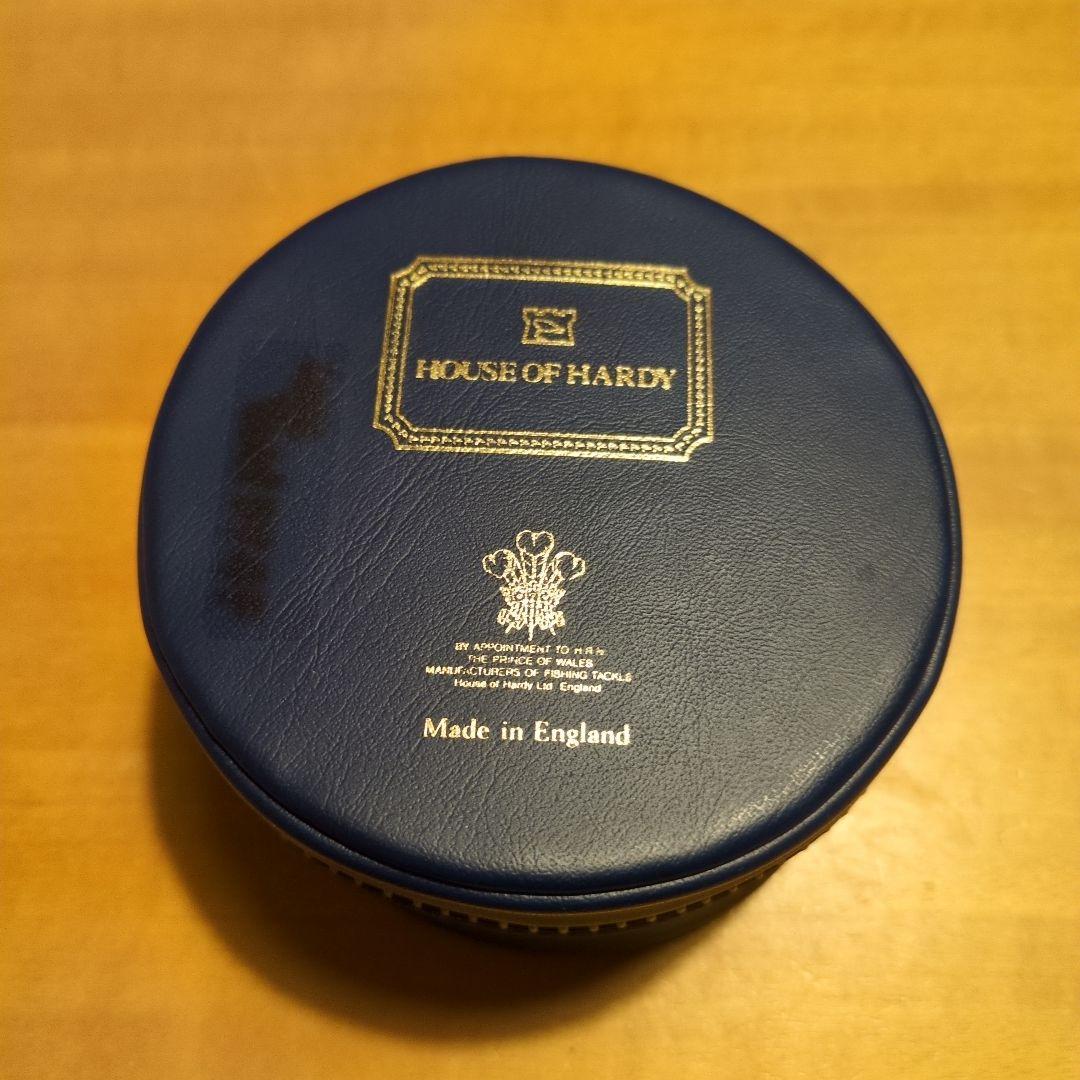 HOUSE OF HARDY
BY APPOINTMENT TO H.R.H.
THE PRINCE OF WALES
MANUFACTURERS OF FISHING TACKLE
House of Hardy Ltd England
Made in England